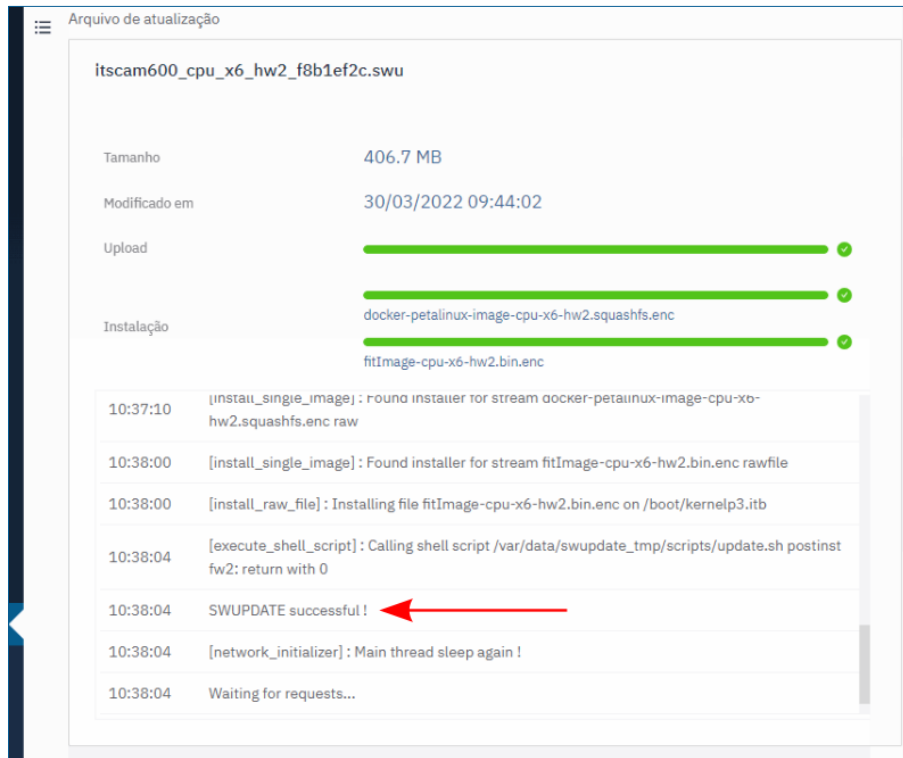 Arquivo de atualização
itscam600_cpu_x6_hw2_f8b1ef2c.swu
Tamanho
406.7 MB
Modificado em
30/03/2022 09:44:02
Upload
Instalação
docker-petalinux-image-cpu-x6-hw2.squashfs.enc
fitImage-cpu-x6-hw2.bin.enc
10:37:10
[install_single_image] : Found installer for stream docker-petalinux-image-cpu-x6-
hw2.squashfs.enc raw
10:38:00
[install_single_image] : Found installer for stream fitImage-cpu-x6-hw2.bin.enc rawfile
10:38:00
[install_raw_file] : Installing file fitImage-cpu-x6-hw2.bin.enc on /boot/kernelp3.itb
10:38:04
[execute_shell_script] : Calling shell script /var/data/swupdate_tmp/scripts/update.sh postinst
fw2: return with 0
10:38:04
SWUPDATE successful !
10:38:04
[network_initializer] : Main thread sleep again !
10:38:04
Waiting for requests...